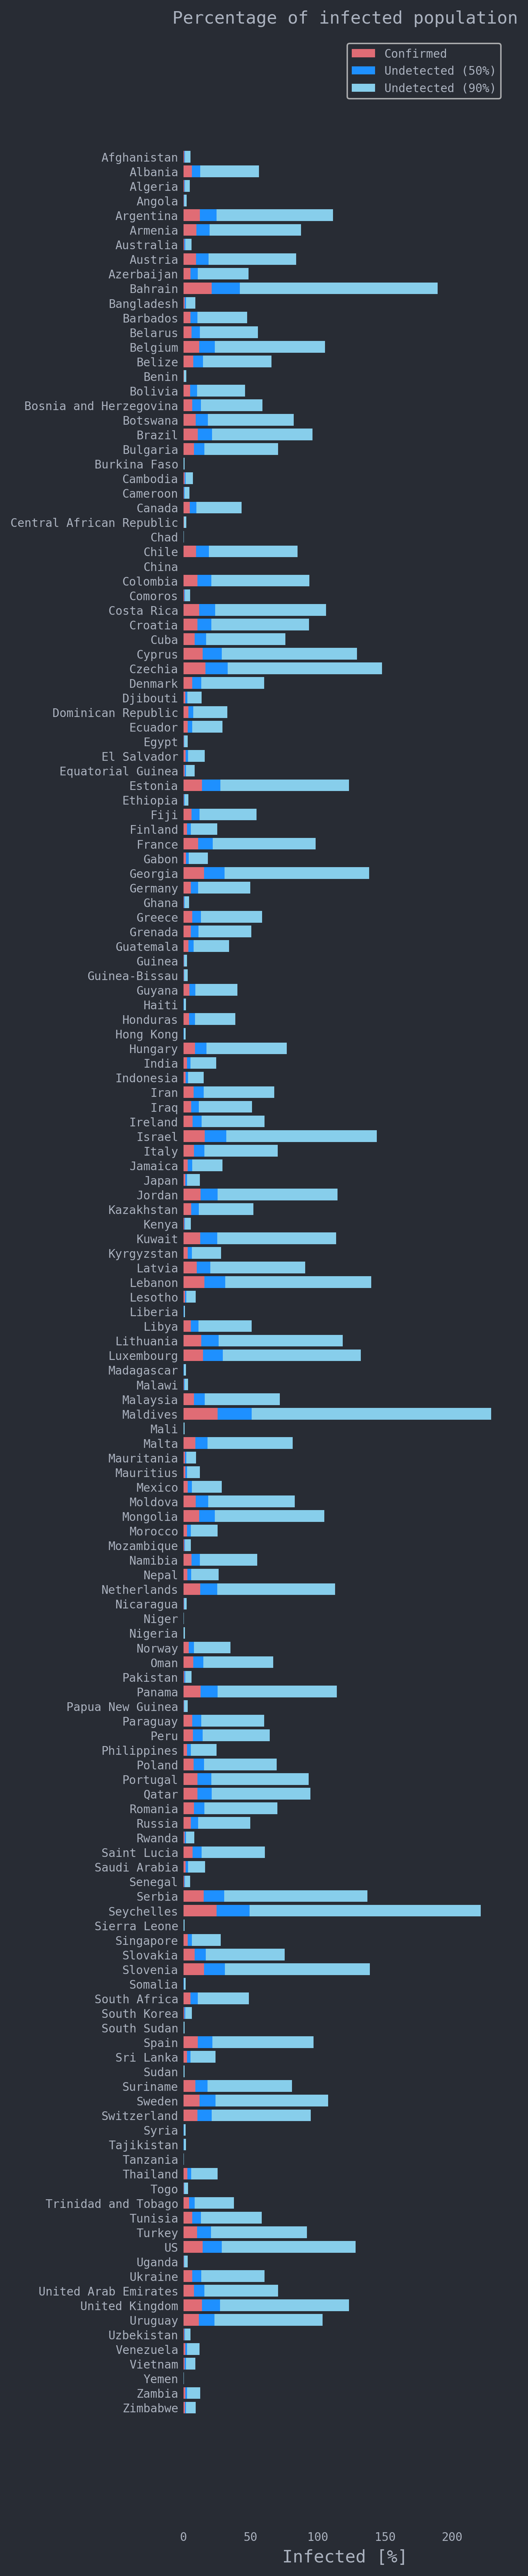 Percentage of infected population
Confirmed
Undetected (50%)
Undetected (90%)
Afghanistan
Albania
Algeria
Angola
Argentina
Armenia
Australia
Austria
Azerbaijan
Bahrain
Bangladesh
Barbados
Belarus
Belgium
Belize
Benin
Bolivia
Bosnia and Herzegovina
Botswana
Brazil
Bulgaria
Burkina Faso
Cambodia
Cameroon
Canada
Central African Republic
Chad
Chile
China
Colombia
Comoros
Costa Rica
Croatia
Cuba
Cyprus
Czechia
Denmark
Djibouti
Dominican Republic
Ecuador
Egypt
El Salvador
Equatorial Guinea
Estonia
Ethiopia
Fiji
Finland
France
Gabon
Georgia
Germany
Ghana
Greece
Grenada
Guatemala
Guinea
Guinea-Bissau
Guyana
Haiti
Honduras
Hong Kong
Hungary
India
Indonesia
Iran
Iraq
Ireland
Israel
Italy
Jamaica
Japan
Jordan
Kazakhstan
Kenya
Kuwait
Kyrgyzstan
Latvia
Lebanon
Lesotho
Liberia
Libya
Lithuania
Luxembourg
Madagascar
Malawi
Malaysia
Maldives
Mali
Malta
Mauritania
Mauritius
Mexico
Moldova
Mongolia
Morocco
Mozambique
Namibia
Nepal
Netherlands
Nicaragua
Niger
Nigeria
Norway
Oman
Pakistan
Panama
Papua New Guinea
Paraguay
Peru
Philippines
Poland
Portugal
Qatar
Romania
Russia
Rwanda
Saint Lucia
Saudi Arabia
Senegal
Serbia
Seychelles
Sierra Leone
Singapore
Slovakia
Slovenia
Somalia
South Africa
South Korea
South Sudan
Spain
Sri Lanka
Sudan
Suriname
Sweden
Switzerland
Syria
Tajikistan
Tanzania
Thailand
Togo
Trinidad and Tobago
Tunisia
Turkey
US
Uganda
Ukraine
United Arab Emirates
United Kingdom
Uruguay
Uzbekistan
Venezuela
Vietnam
Yemen
Zambia
Zimbabwe
0 50 100 150 200
Infected [%]